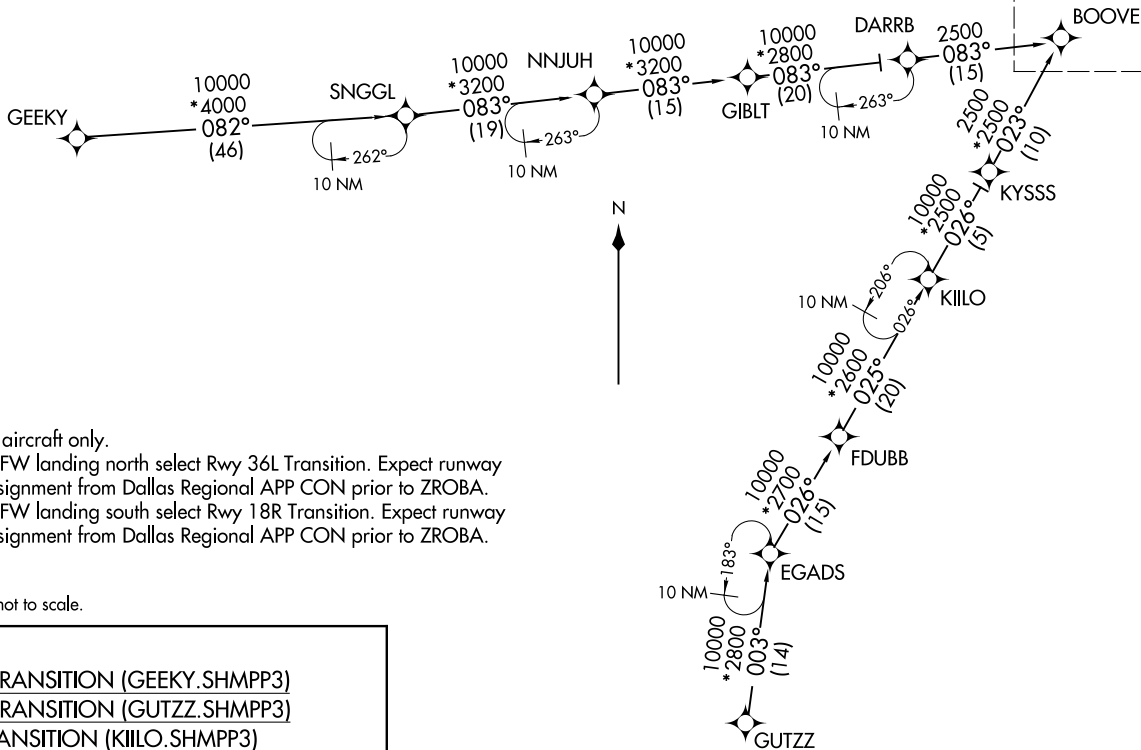 BOOVE
DARRB
2500
083°
(15)
10000
*2800
083°
(20)
GIBLT
263°
10 NM
NNJUH
10000
*3200
083°
(15)
10000
*3200
083°
(19)
263°
10 NM
SNGGL
10000
*4000
082°
(46)
262°
10 NM
GEEKY
2500
*2500
023°
(10)
KYSSS
10000
*2500
026°
(5)
N
KIILO
206°
026°
10 NM
10000
*2600
025°
(20)
FDUBB
10000
*2700
026°
(15)
EGADS
183°
10 NM
10000
*2800
003°
(14)
GUTZZ
aircraft only.
FW landing north select Rwy 36L Transition. Expect runway
signment from Dallas Regional APP CON prior to ZROBA.
FW landing south select Rwy 18R Transition. Expect runway
signment from Dallas Regional APP CON prior to ZROBA.
not to scale.
RANSITION (GEEKY.SHMPP3)
RANSITION (GUTZZ.SHMPP3)
ANSITION (KIILO.SHMPP3)